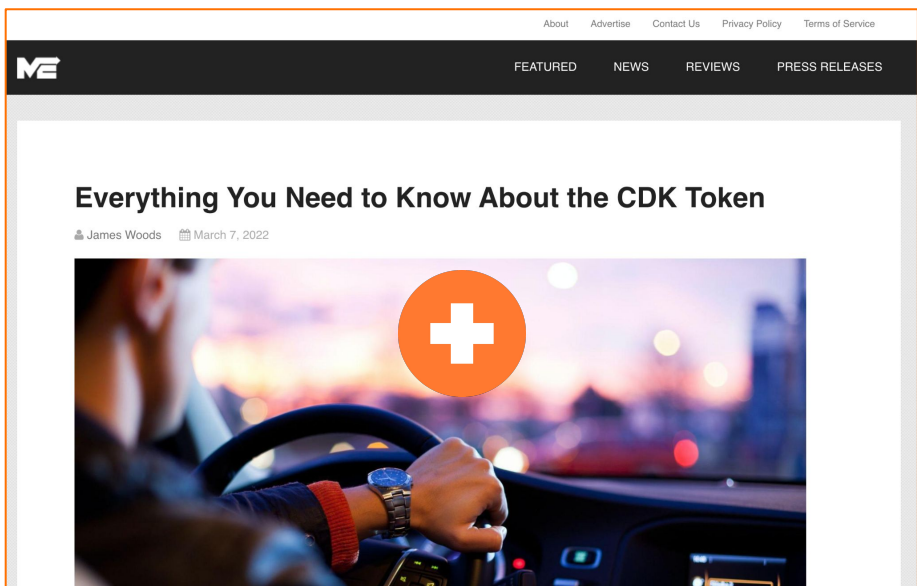 About Advertise Contact Us Privacy Policy Terms of Service
ME FEATURED NEWS REVIEWS PRESS RELEASES
Everything You Need to Know About the CDK Token
James Woods March 7, 2022